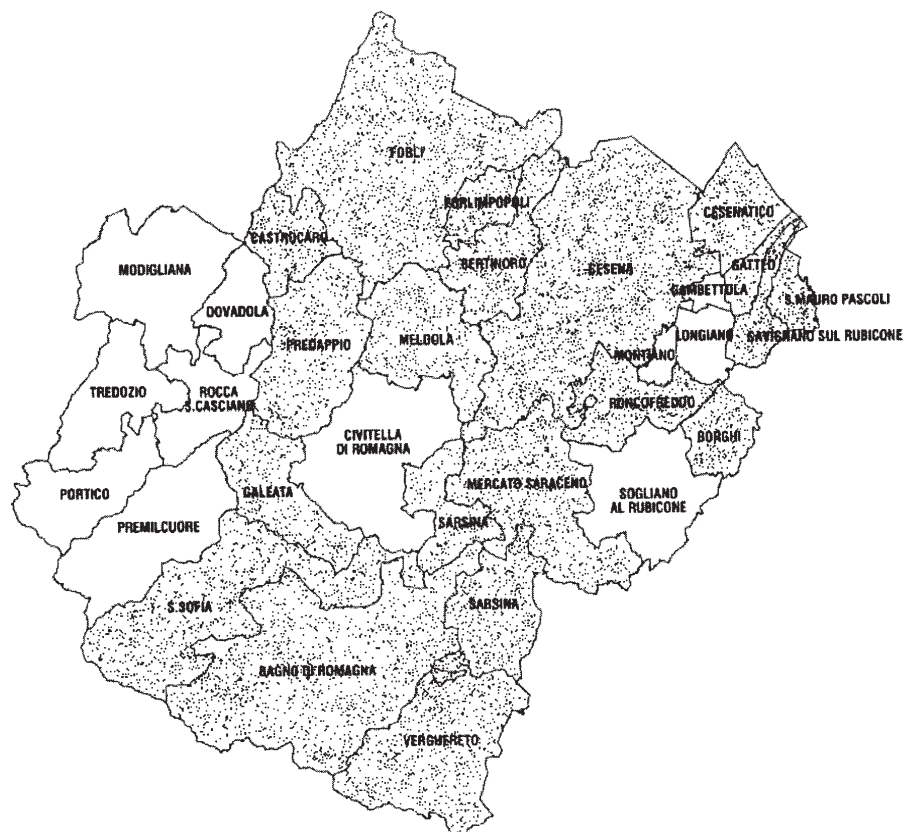 FORLI'
FORLIMPOPOLI
CESENATICO
CASTROCARO
BERTINORO
CESENA
GATTEO
MODIGLIANA
GAMBETTOLA
S. MAURO PASCOLI
DOVADOLA
PREDAPPIO
MELDOLA
LONGIANO
SAVIGNANO SUL RUBICONE
MONTIANO
TREDOZIO
ROCCA
S. CASCIANO
RONCOFREDDO
CIVITELLA
DI ROMAGNA
BORGHI
PORTICO
GALEATA
MERCATO SARACENO
SOGLIANO
AL RUBICONE
PREMILCUORE
SARSINA
S. SOFIA
SARSINA
BAGNO DI ROMAGNA
VERGHERETO